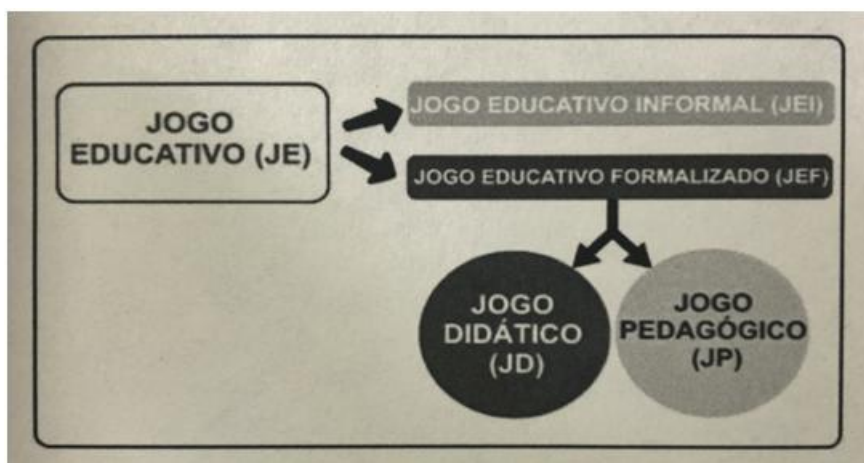 JOGO
EDUCATIVO (JE)
JOGO EDUCATIVO INFORMAL (JEI)
JOGO EDUCATIVO FORMALIZADO (JEF)
JOGO
DIDÁTICO
(JD)
JOGO
PEDAGÓGICO
(JP)